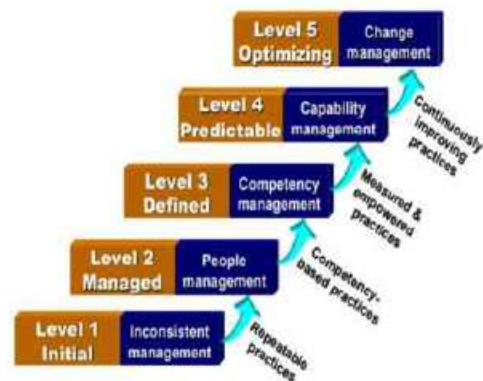 Level 5
Optimizing
Change
management
Continuously
improving
practices
Level 4
Predictable
Capability
management
Measured &
empowered
practices
Level 3
Defined
Competency
management
Competency-
based practices
Level 2
Managed
People
management
Repeatable
practices
Level 1
Initial
Inconsistent
management